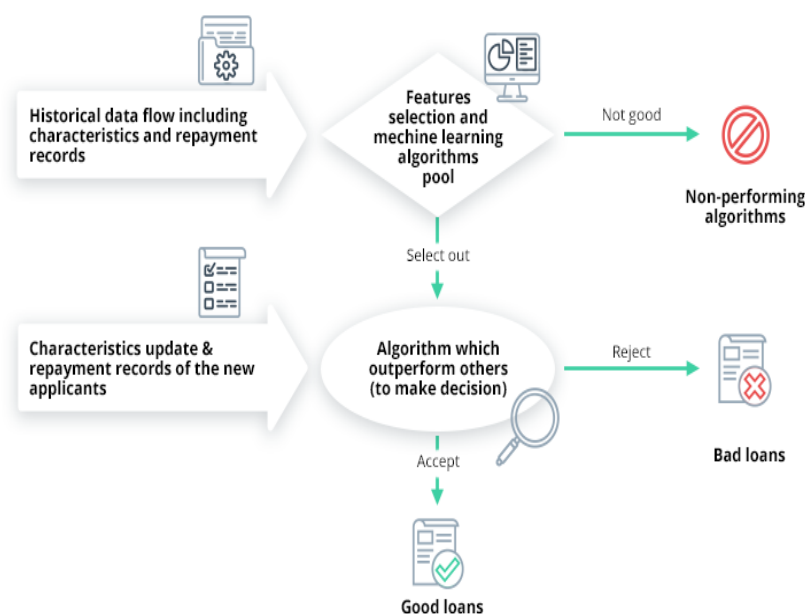 Historical data flow including
characteristics and repayment
records
Features
selection and
mechine learning
algorithms
pool
Not good
Non-performing
algorithms
Select out
Characteristics update &
repayment records of the new
applicants
Algorithm which
outperform others
(to make decision)
Reject
Bad loans
Accept
Good loans